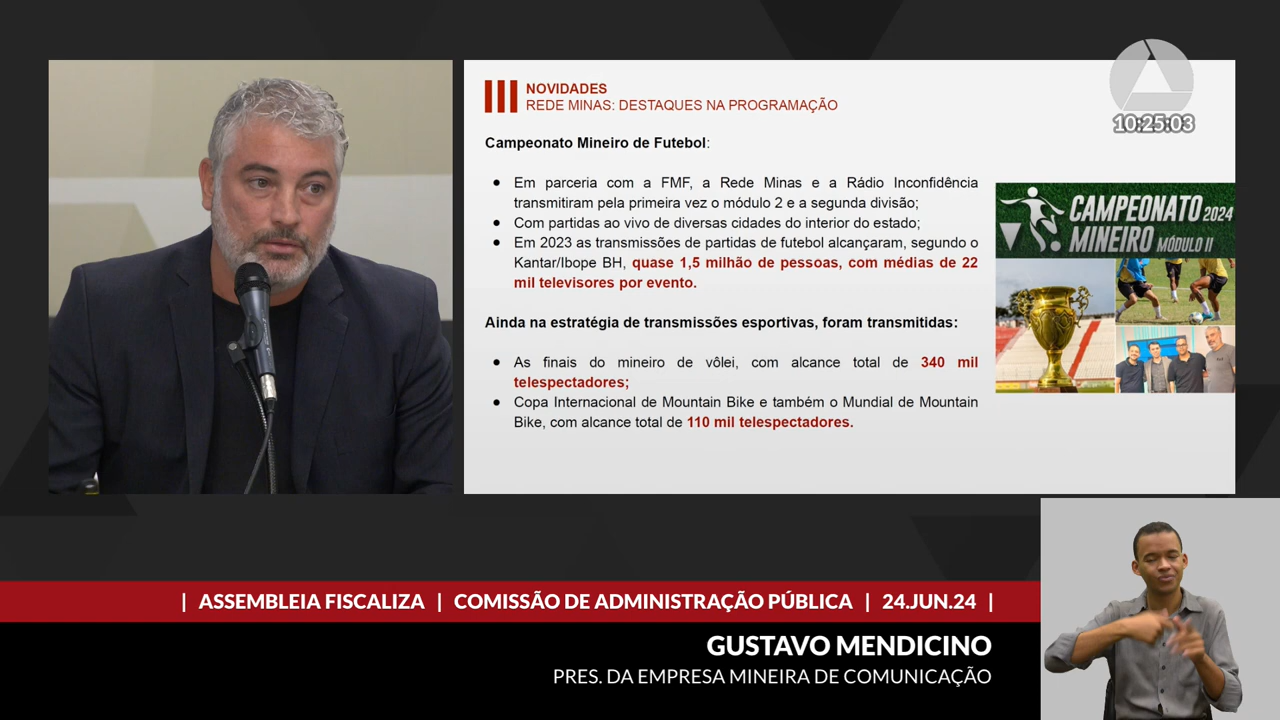 NOVIDADES
REDE MINAS: DESTAQUES NA PROGRAMAÇÃO
10:25:03
Campeonato Mineiro de Futebol:
● Em parceria com a FMF, a Rede Minas e a Rádio Inconfidência
transmitiram pela primeira vez o módulo 2 e a segunda divisão;
● Com partidas ao vivo de diversas cidades do interior do estado;
● Em 2023 as transmissões de partidas de futebol alcançaram, segundo o
Kantar/Ibope BH, quase 1,5 milhão de pessoas, com médias de 22
mil televisores por evento.
Ainda na estratégia de transmissões esportivas, foram transmitidas:
● As finais do mineiro de vôlei, com alcance total de 340 mil
telespectadores;
● Copa Internacional de Mountain Bike e também o Mundial de Mountain
Bike, com alcance total de 110 mil telespectadores.
CAMPEONATO 2024
MINEIRO MÓDULO II
| ASSEMBLEIA FISCALIZA | COMISSÃO DE ADMINISTRAÇÃO PÚBLICA | 24.JUN.24 |
GUSTAVO MENDICINO
PRES. DA EMPRESA MINEIRA DE COMUNICAÇÃO